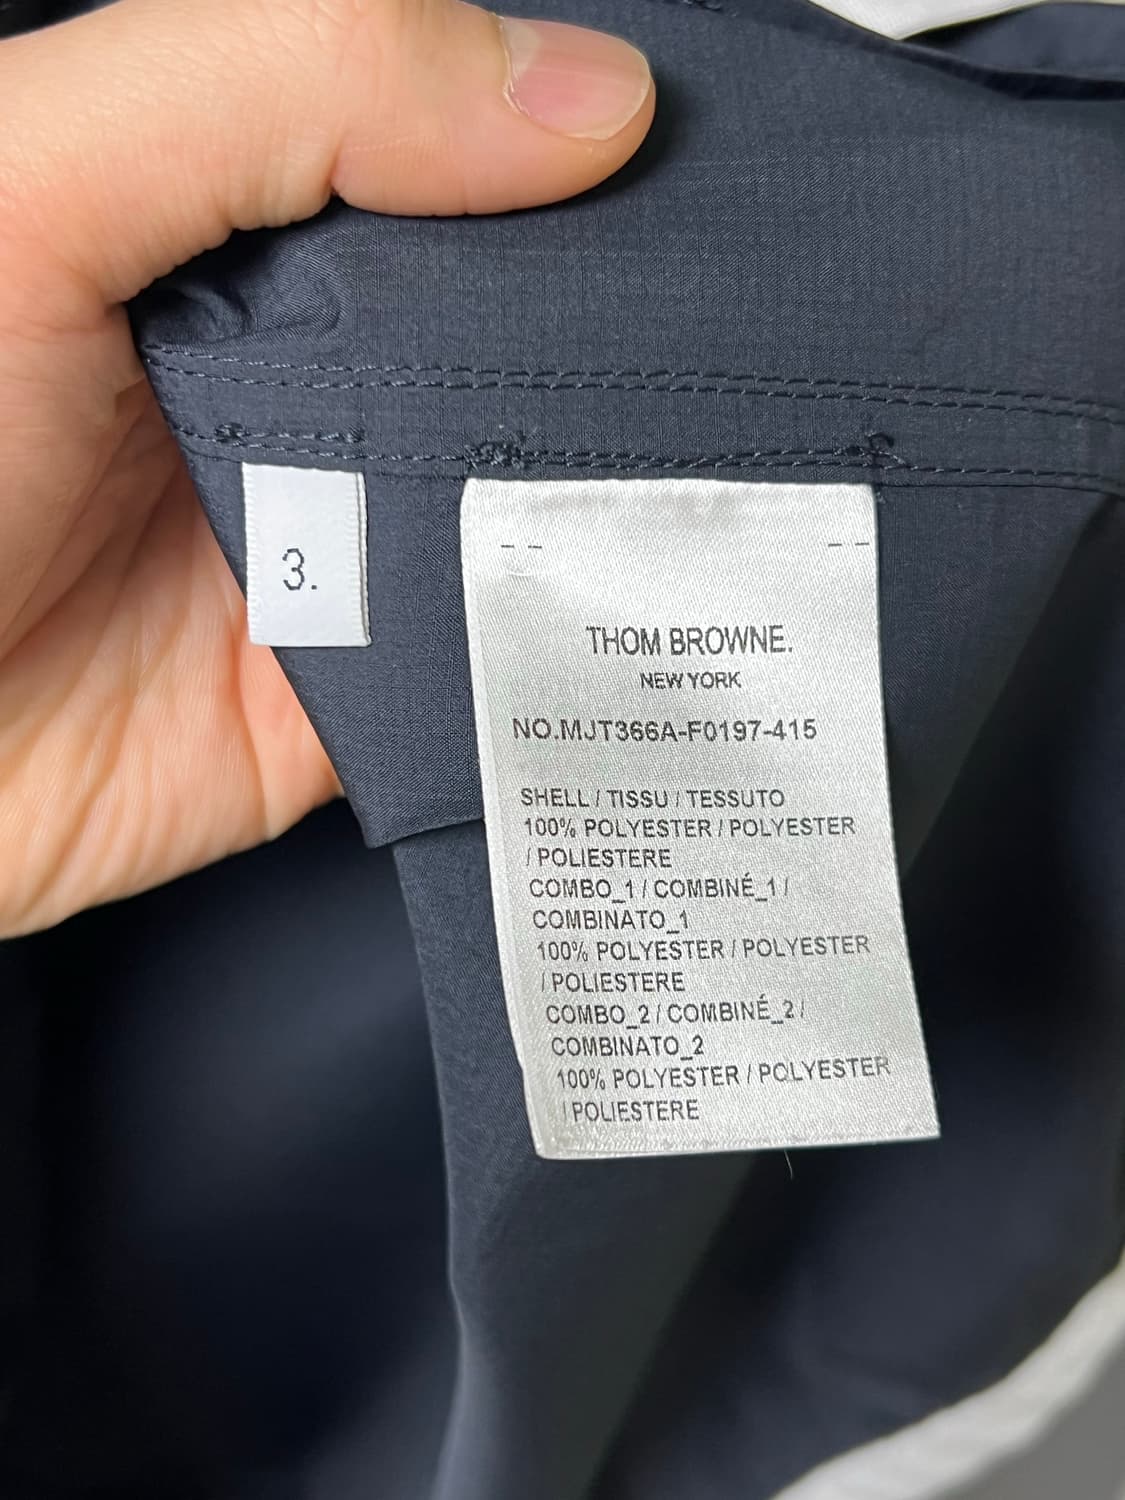 3.
THOM BROWNE.
NEW YORK
NO.MJT366A-F0197-415
SHELL / TISSU / TESSUTO
100% POLYESTER / POLYESTER
/ POLIESTERE
COMBO_1 / COMBINÉ_1 /
COMBINATO_1
100% POLYESTER / POLYESTER
/ POLIESTERE
COMBO_2 / COMBINÉ_2 /
COMBINATO_2
100% POLYESTER / POLYESTER
/ POLIESTERE